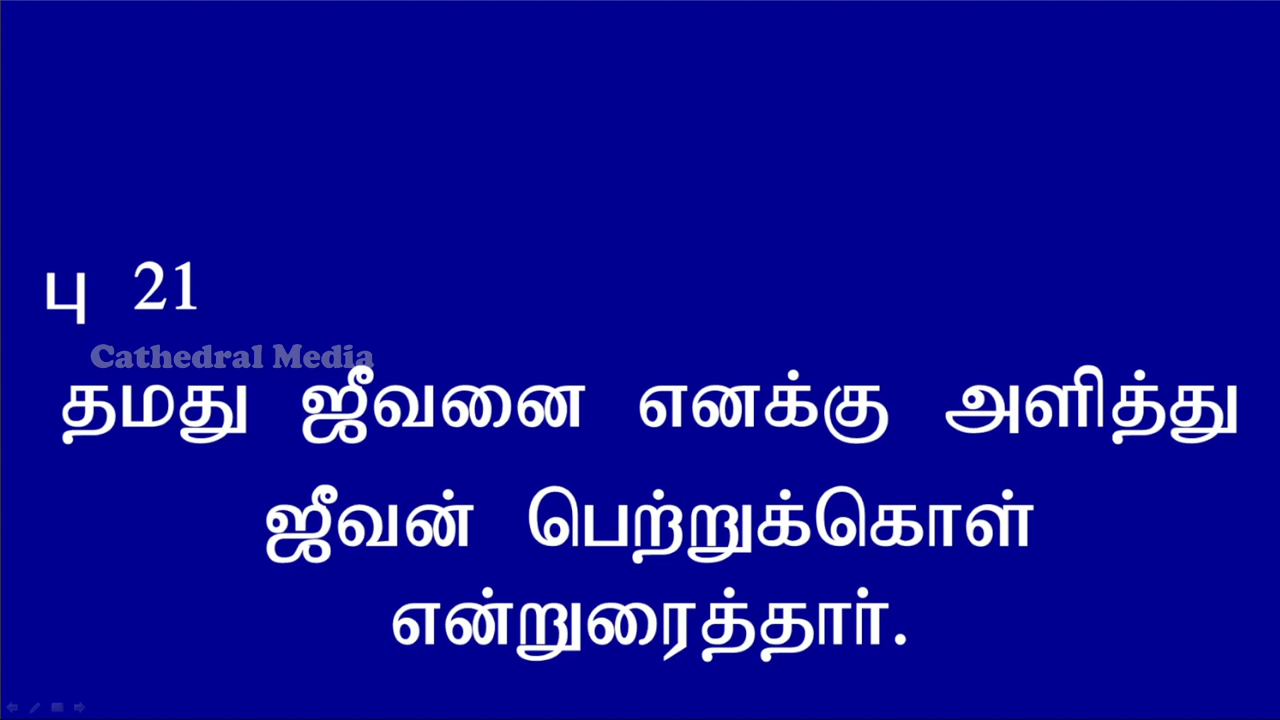 பு 21
Cathedral Media
தமது ஜீவனை எனக்கு அளித்து
ஜீவன் பெற்றுக்கொள்
என்றுரைத்தார்.